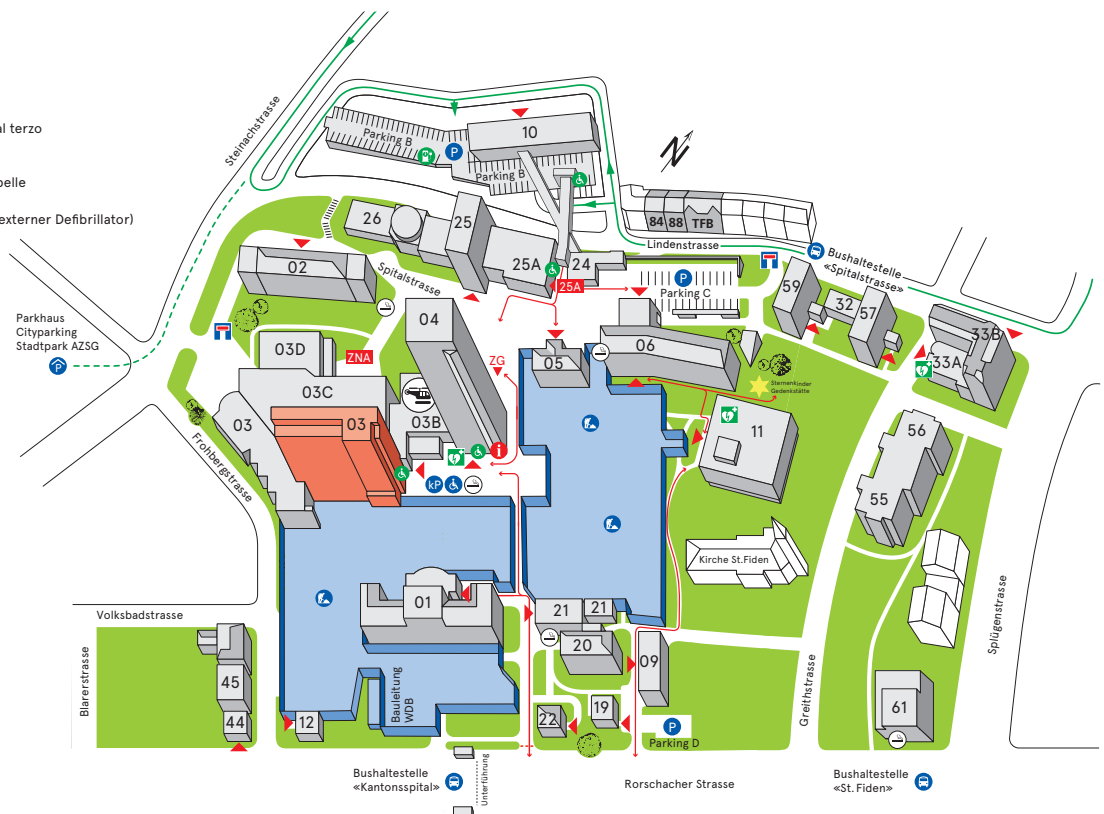 al terzo
pelle
externer Defibrillator)
Steinachstrasse
Parking B
P
10
Parking B
N
84 88 TFB
Lindenstrasse
Bushaltestelle
«Spitalstrasse»
26
25
25A
24
25A
P
Parking C
02
Spitalstrasse
59
32
57
33B
33A
Parkhaus
Cityparking
Stadtpark AZSG
P
04
03D
ZNA
ZG
05
06
Sternenkinder
Gedenkstätte
03C
03
03
03B
i
kP
11
56
55
Frohbergstrasse
Kirche St.Fiden
01
21
21
20
09
Volksbadstrasse
Blarerstrasse
45
44
12
Bauleitung
WDB
22
19
P
Parking D
Greithstrasse
Splügenstrasse
61
Bushaltestelle
«Kantonsspital»
Unterführung
Rorschacher Strasse
Bushaltestelle
«St. Fiden»